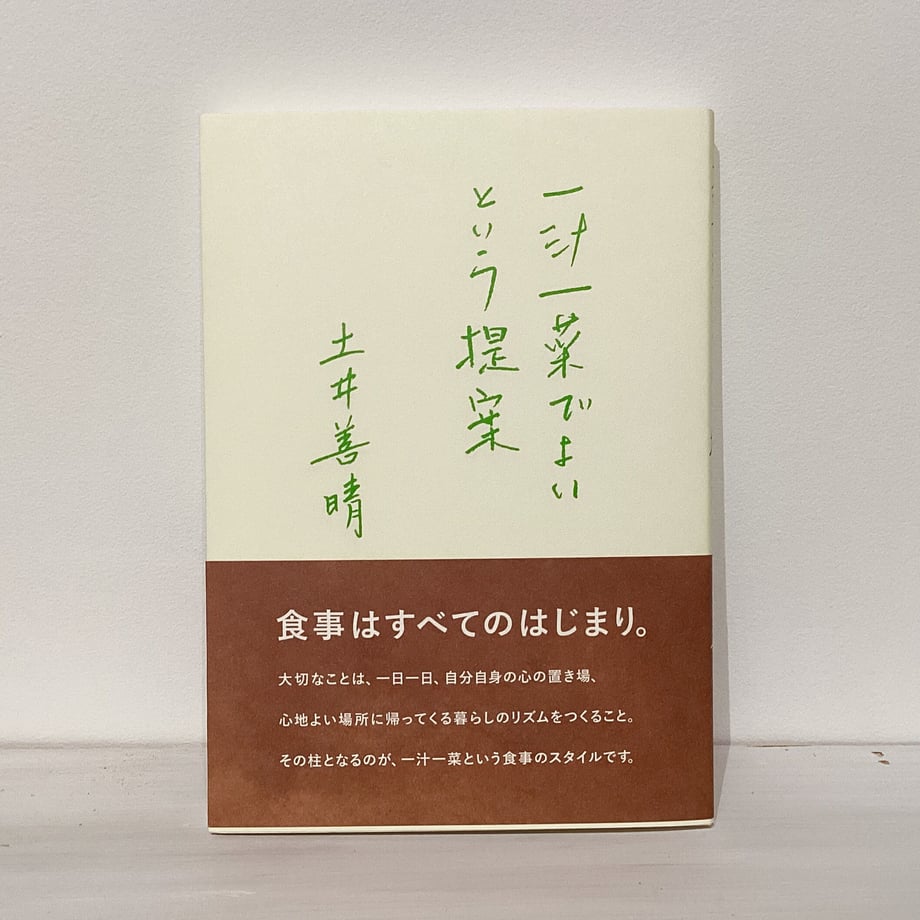 一汁一菜でよい
という提案
土井善晴
食事はすべてのはじまり。
大切なことは、一日一日、自分自身の心の置き場、
心地よい場所に帰ってくる暮らしのリズムをつくること。
その柱となるのが、一汁一菜という食事のスタイルです。